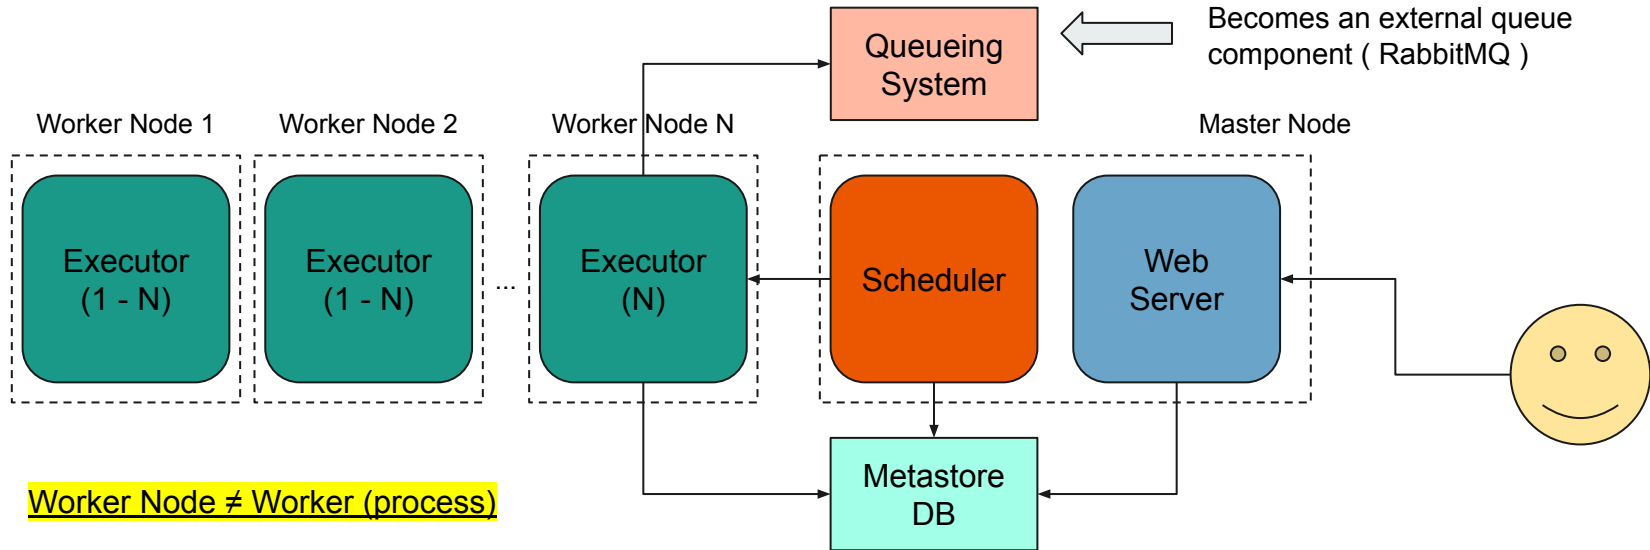 Becomes an external queue
component ( RabbitMQ )
Queueing
System
Worker Node 1
Worker Node 2
Worker Node N
Master Node
Executor
(1 - N)
Executor
(1 - N)
...
Executor
(N)
Scheduler
Web
Server
Metastore
DB
Worker Node ≠ Worker (process)